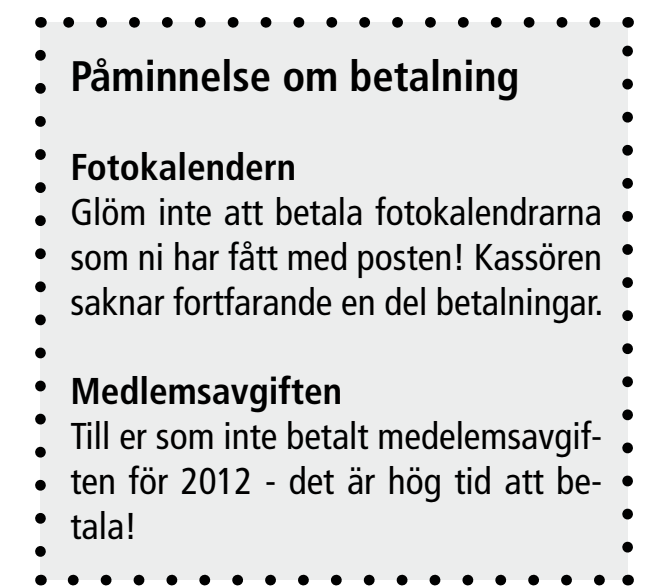 Påminnelse om betalning
Fotokalendern
Glöm inte att betala fotokalendrarna
som ni har fått med posten! Kassören
saknar fortfarande en del betalningar.
Medlemsavgiften
Till er som inte betalt medelemsavgif-
ten för 2012 - det är hög tid att be-
tala!